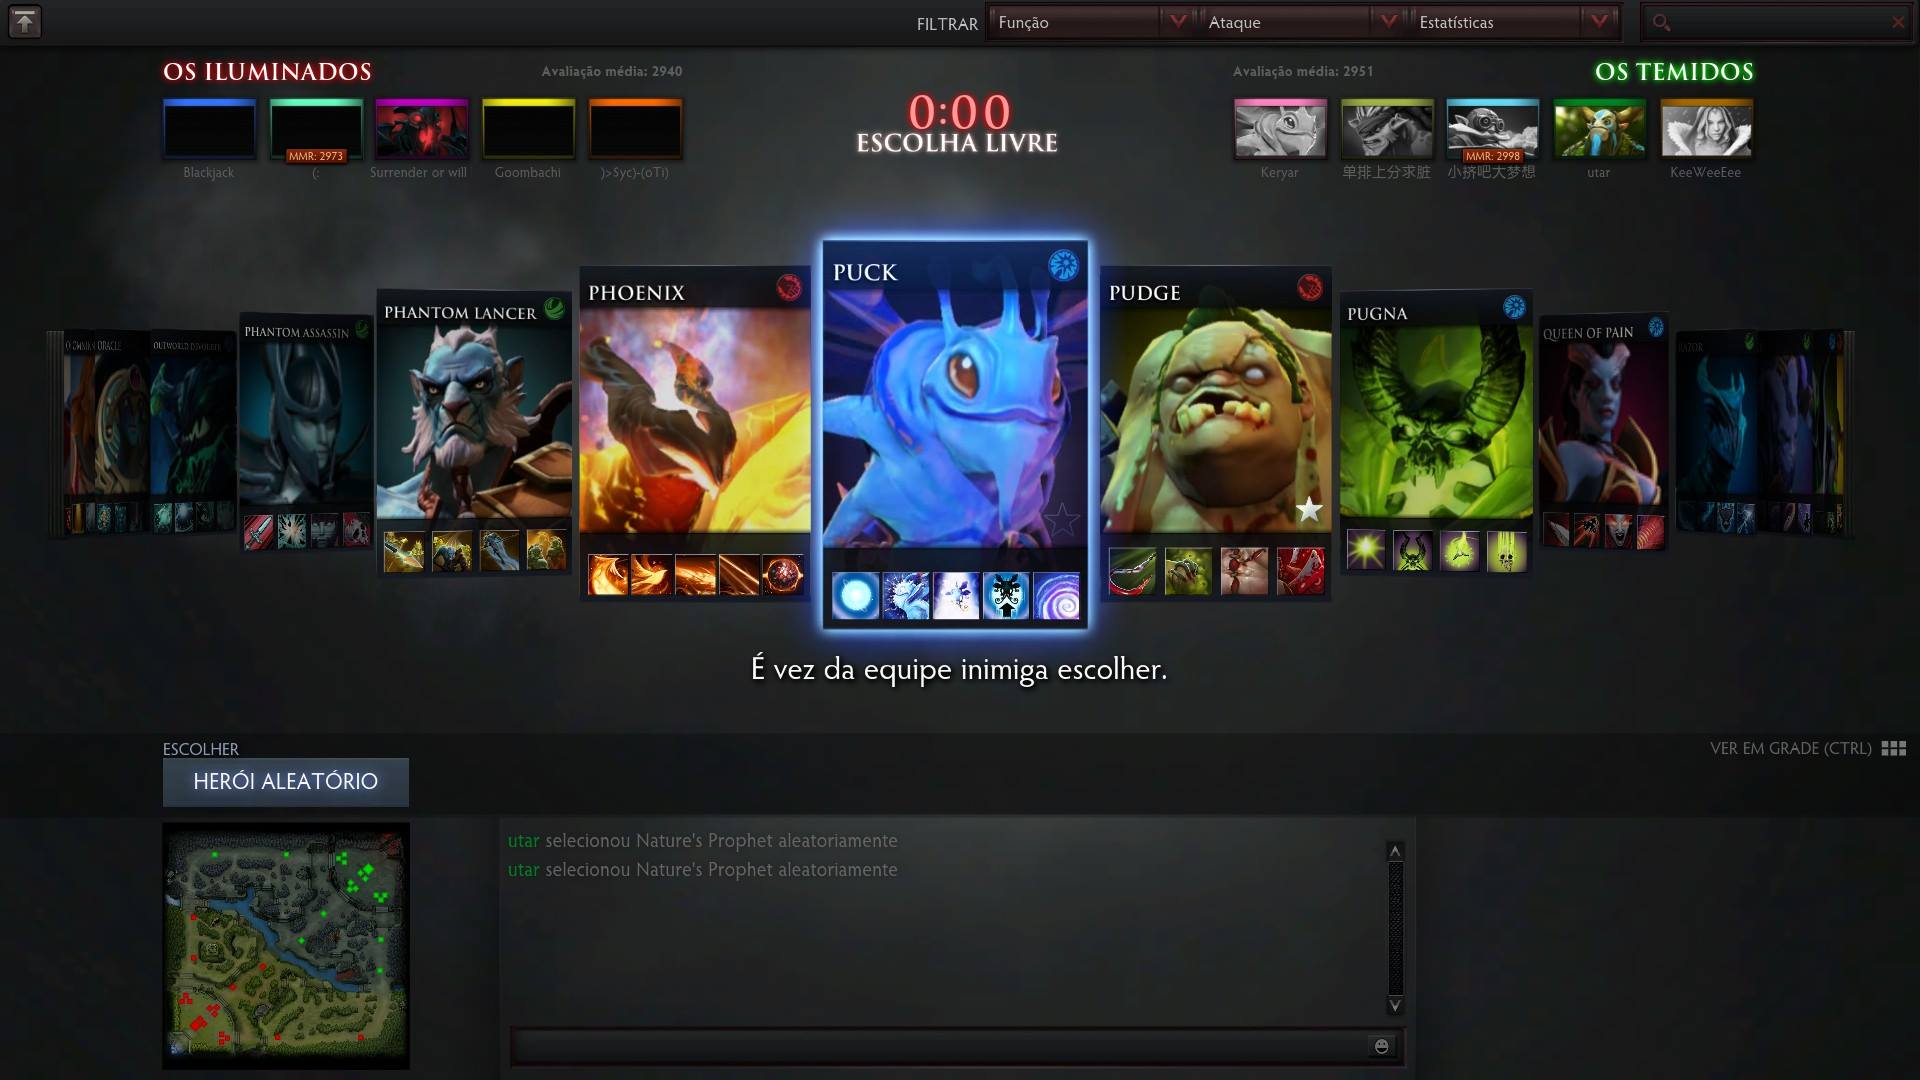 FILTRAR Função Ataque Estatísticas
OS ILUMINADOS Avaliação média: 2940 Avaliação média: 2951 OS TEMIDOS
0:00
ESCOLHA LIVRE
MMR: 2973 MMR: 2998
Blackjack (: Surrender or will Goombachi )>Syc)-(oTi) Keryar 单排上分求脏 小挤吧大梦想 utar KeeWeeEee
ORACLE OUTWORLD DEVOURER PHANTOM ASSASSIN PHANTOM LANCER PHOENIX PUCK PUDGE PUGNA QUEEN OF PAIN RAZOR
É vez da equipe inimiga escolher.
ESCOLHER VER EM GRADE (CTRL)
HERÓI ALEATÓRIO
utar selecionou Nature's Prophet aleatoriamente
utar selecionou Nature's Prophet aleatoriamente